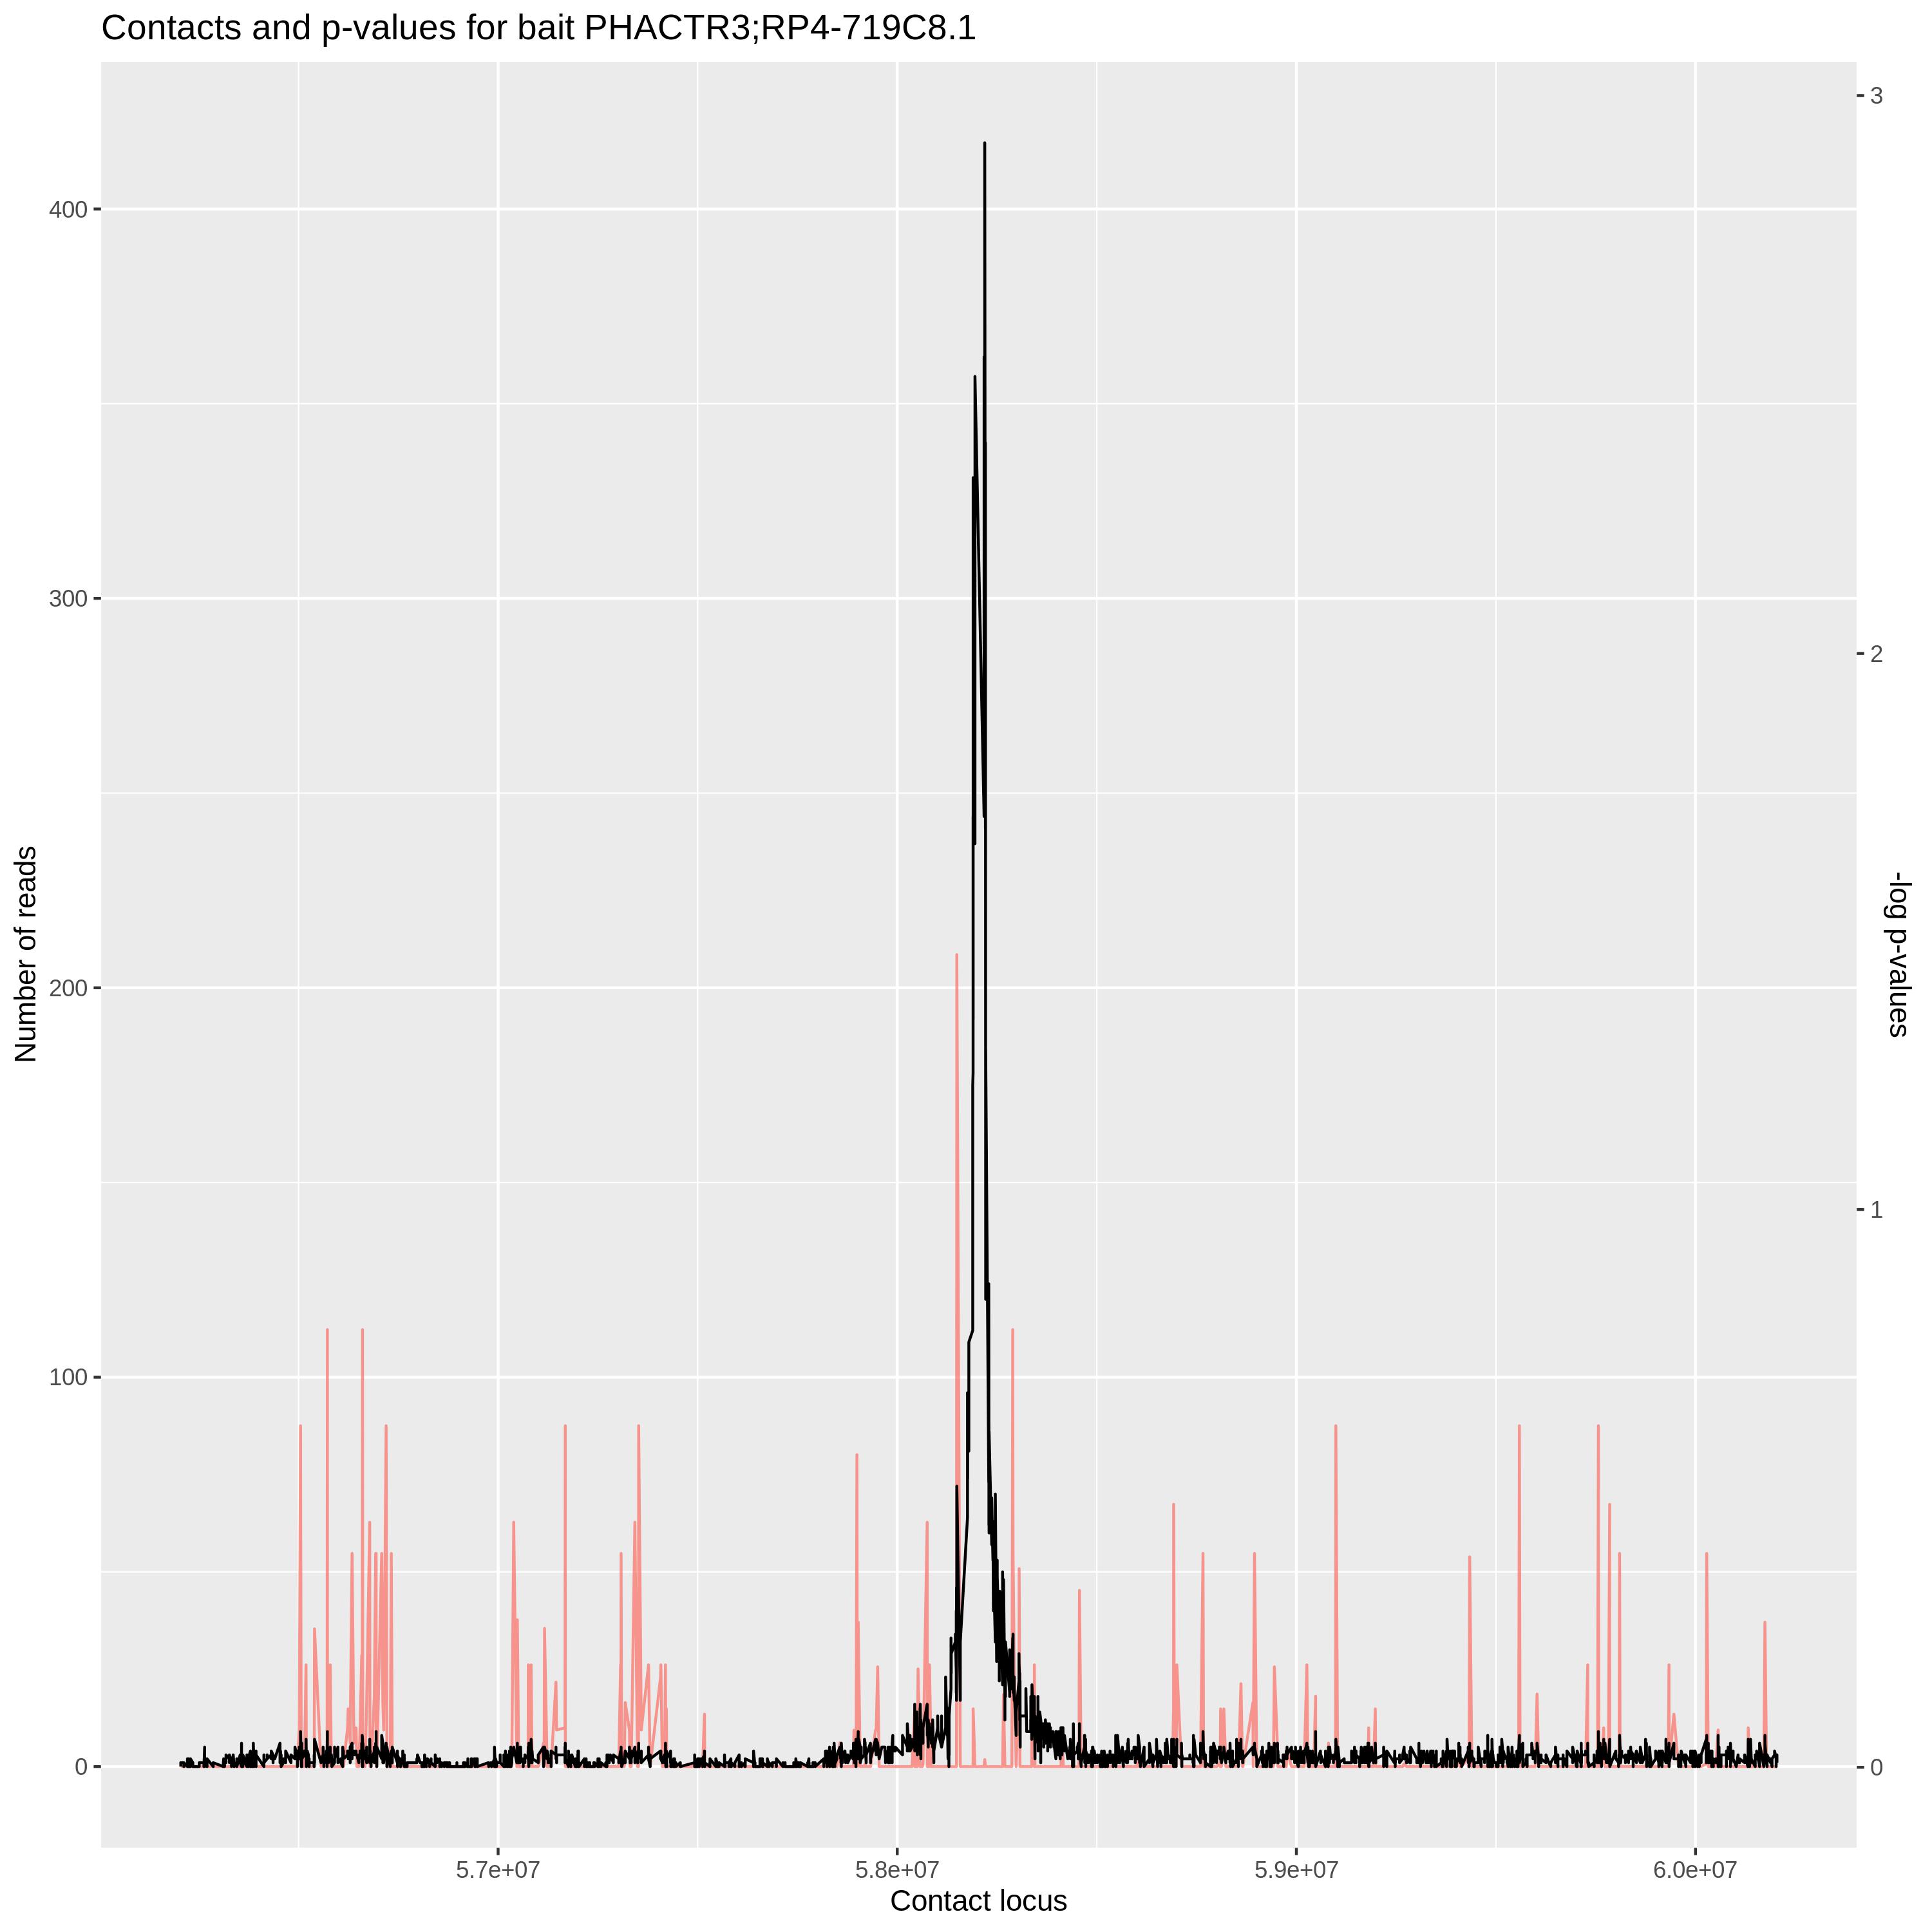 Contacts and p-values for bait PHACTR3;RP4-719C8.1
3
400
300
2
Number of reads
-log p-values
200
1
100
0
0
5.7e+07
5.8e+07
5.9e+07
6.0e+07
Contact locus